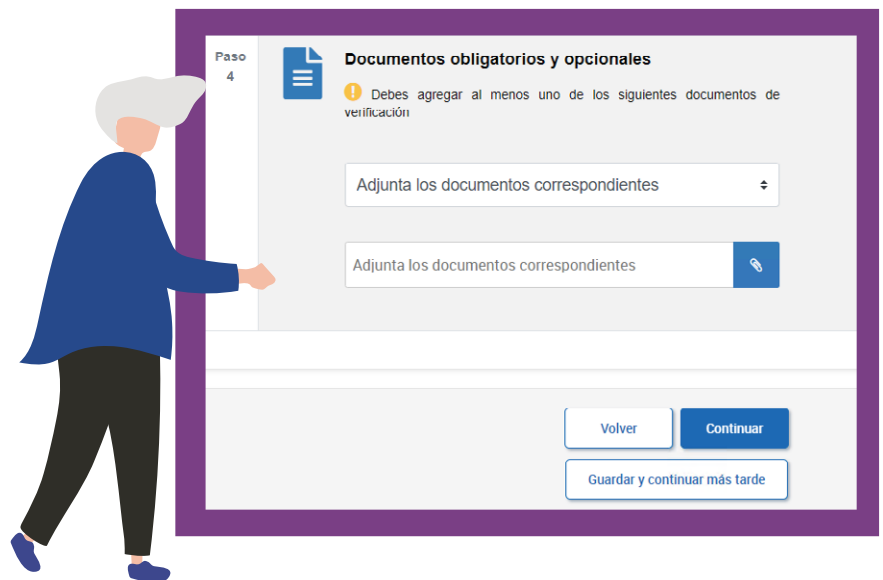 Paso
4
Documentos obligatorios y opcionales
Debes agregar al menos uno de los siguientes documentos de
verificación
Adjunta los documentos correspondientes
Adjunta los documentos correspondientes
Volver
Continuar
Guardar y continuar más tarde